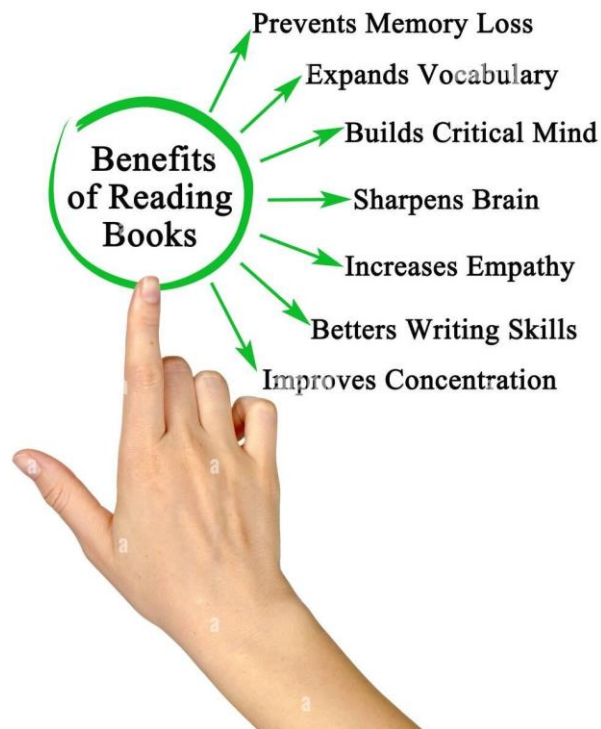 Prevents Memory Loss
Expands Vocabulary
Builds Critical Mind
Benefits
of Reading
Books
Sharpens Brain
Increases Empathy
Betters Writing Skills
Improves Concentration
a
a
a
a
a